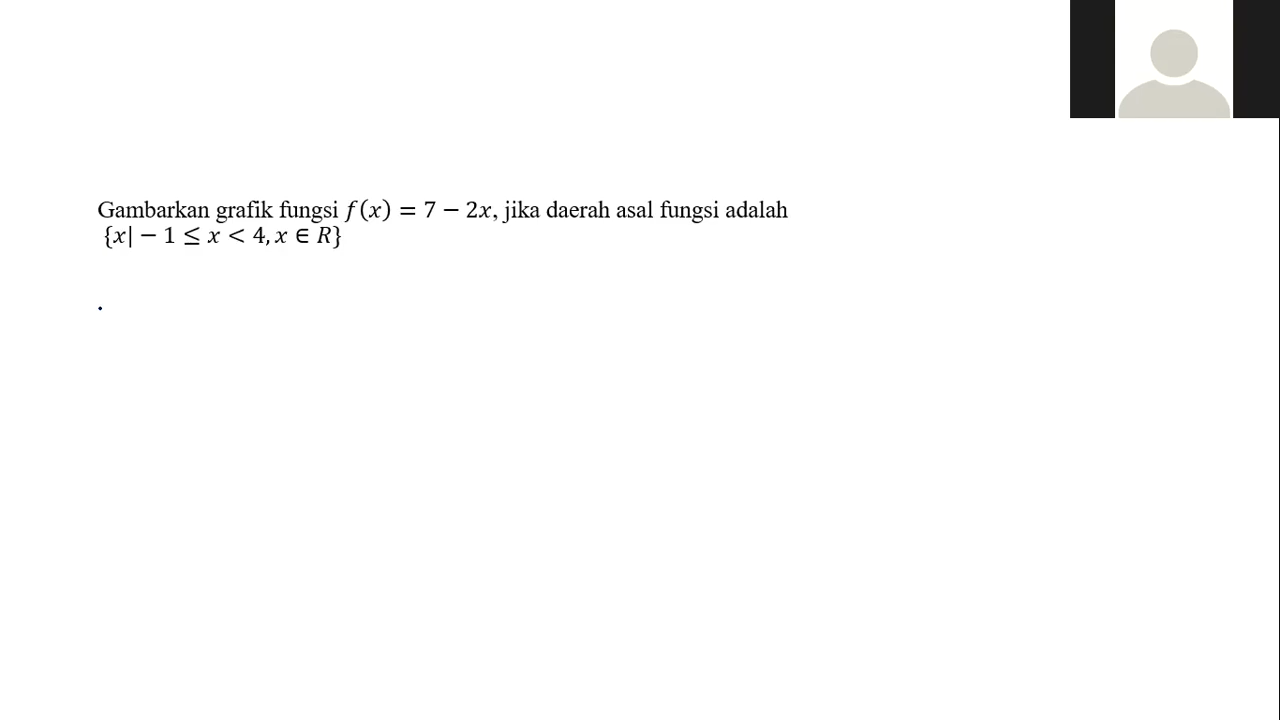 Gambarkan grafik fungsi 𝑓(𝑥) = 7 − 2𝑥, jika daerah asal fungsi adalah
{𝑥| − 1 ≤ 𝑥 < 4, 𝑥 ∈ 𝑅}
.